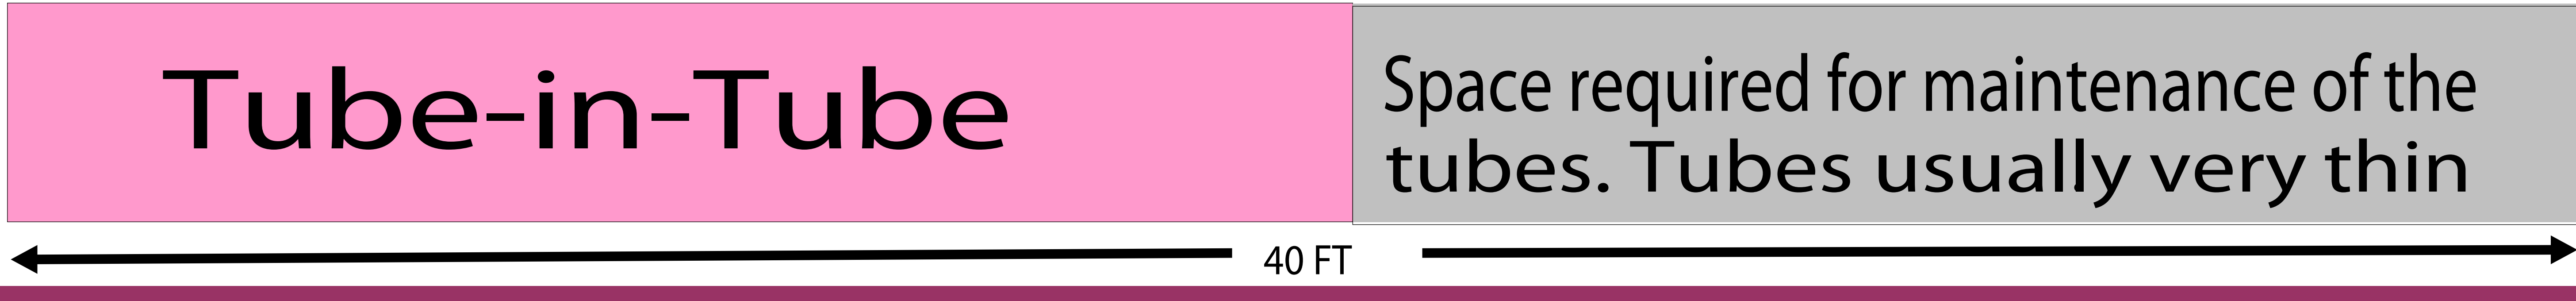 Tube-in-Tube
Space required for maintenance of the
tubes. Tubes usually very thin
40 FT